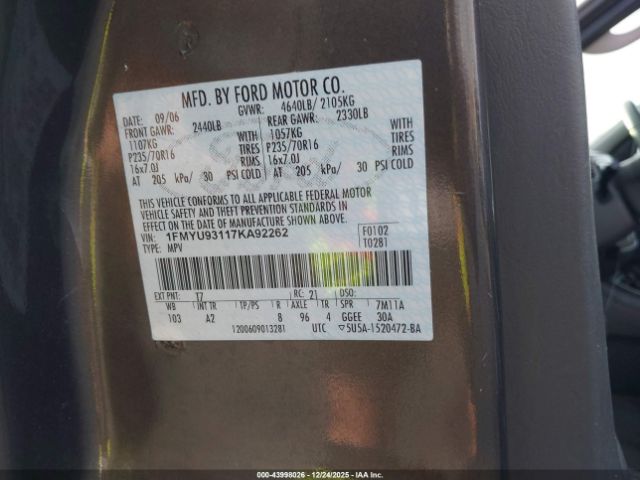 MFD. BY FORD MOTOR CO.
DATE: 09/06 GVWR: 4640LB/ 2105KG
FRONT GAWR: 2440LB REAR GAWR: 2330LB
1107KG WITH 1057KG WITH
P235/70R16 TIRES P235/70R16 TIRES
16x7.0J RIMS 16x7.0J RIMS
AT 205 kPa/ 30 PSI COLD AT 205 kPa/ 30 PSI COLD
THIS VEHICLE CONFORMS TO ALL APPLICABLE FEDERAL MOTOR
VEHICLE SAFETY AND THEFT PREVENTION STANDARDS IN
EFFECT ON THE DATE OF MANUFACTURE SHOWN ABOVE.
VIN: 1FMYU93117KA92262 F0102
TYPE: MPV T0281
EXT PNT: T7 RC: 21 DSO:
WB INT TR TP/PS R AXLE TR SPR 7M11A
103 A2 8 96 4 GGEE 30A
1200609013281 UTC ▽5U5A-1520472-BA
© IAA 0-43998026 - 12/24/2025 - IAA, Inc.